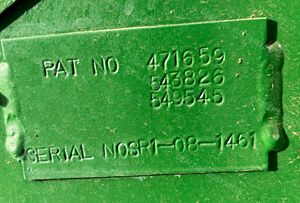 PAT NO 471659
543826
549545
SERIAL NOSR1-08-1461